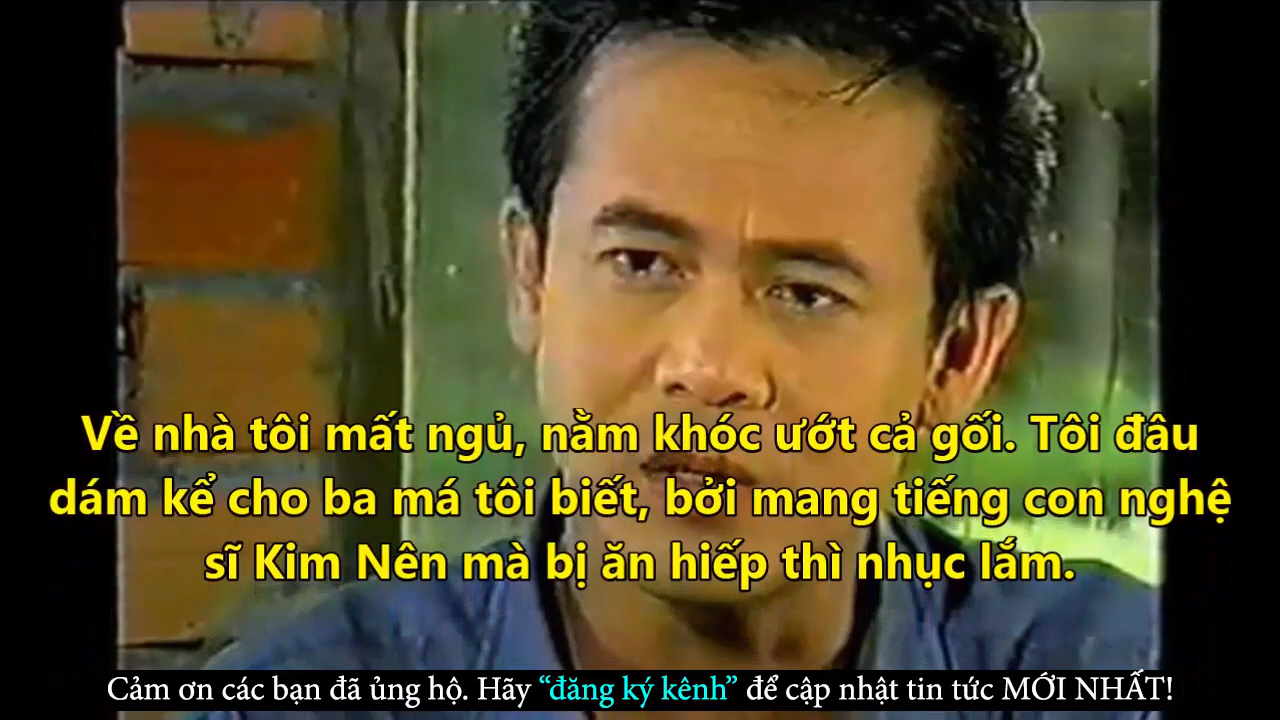 Về nhà tôi mất ngủ, nằm khóc ướt cả gối. Tôi đâu
dám kể cho ba má tôi biết, bởi mang tiếng con nghệ
sĩ Kim Nên mà bị ăn hiếp thì nhục lắm.
Cảm ơn các bạn đã ủng hộ. Hãy “đăng ký kênh” để cập nhật tin tức MỚI NHẤT!